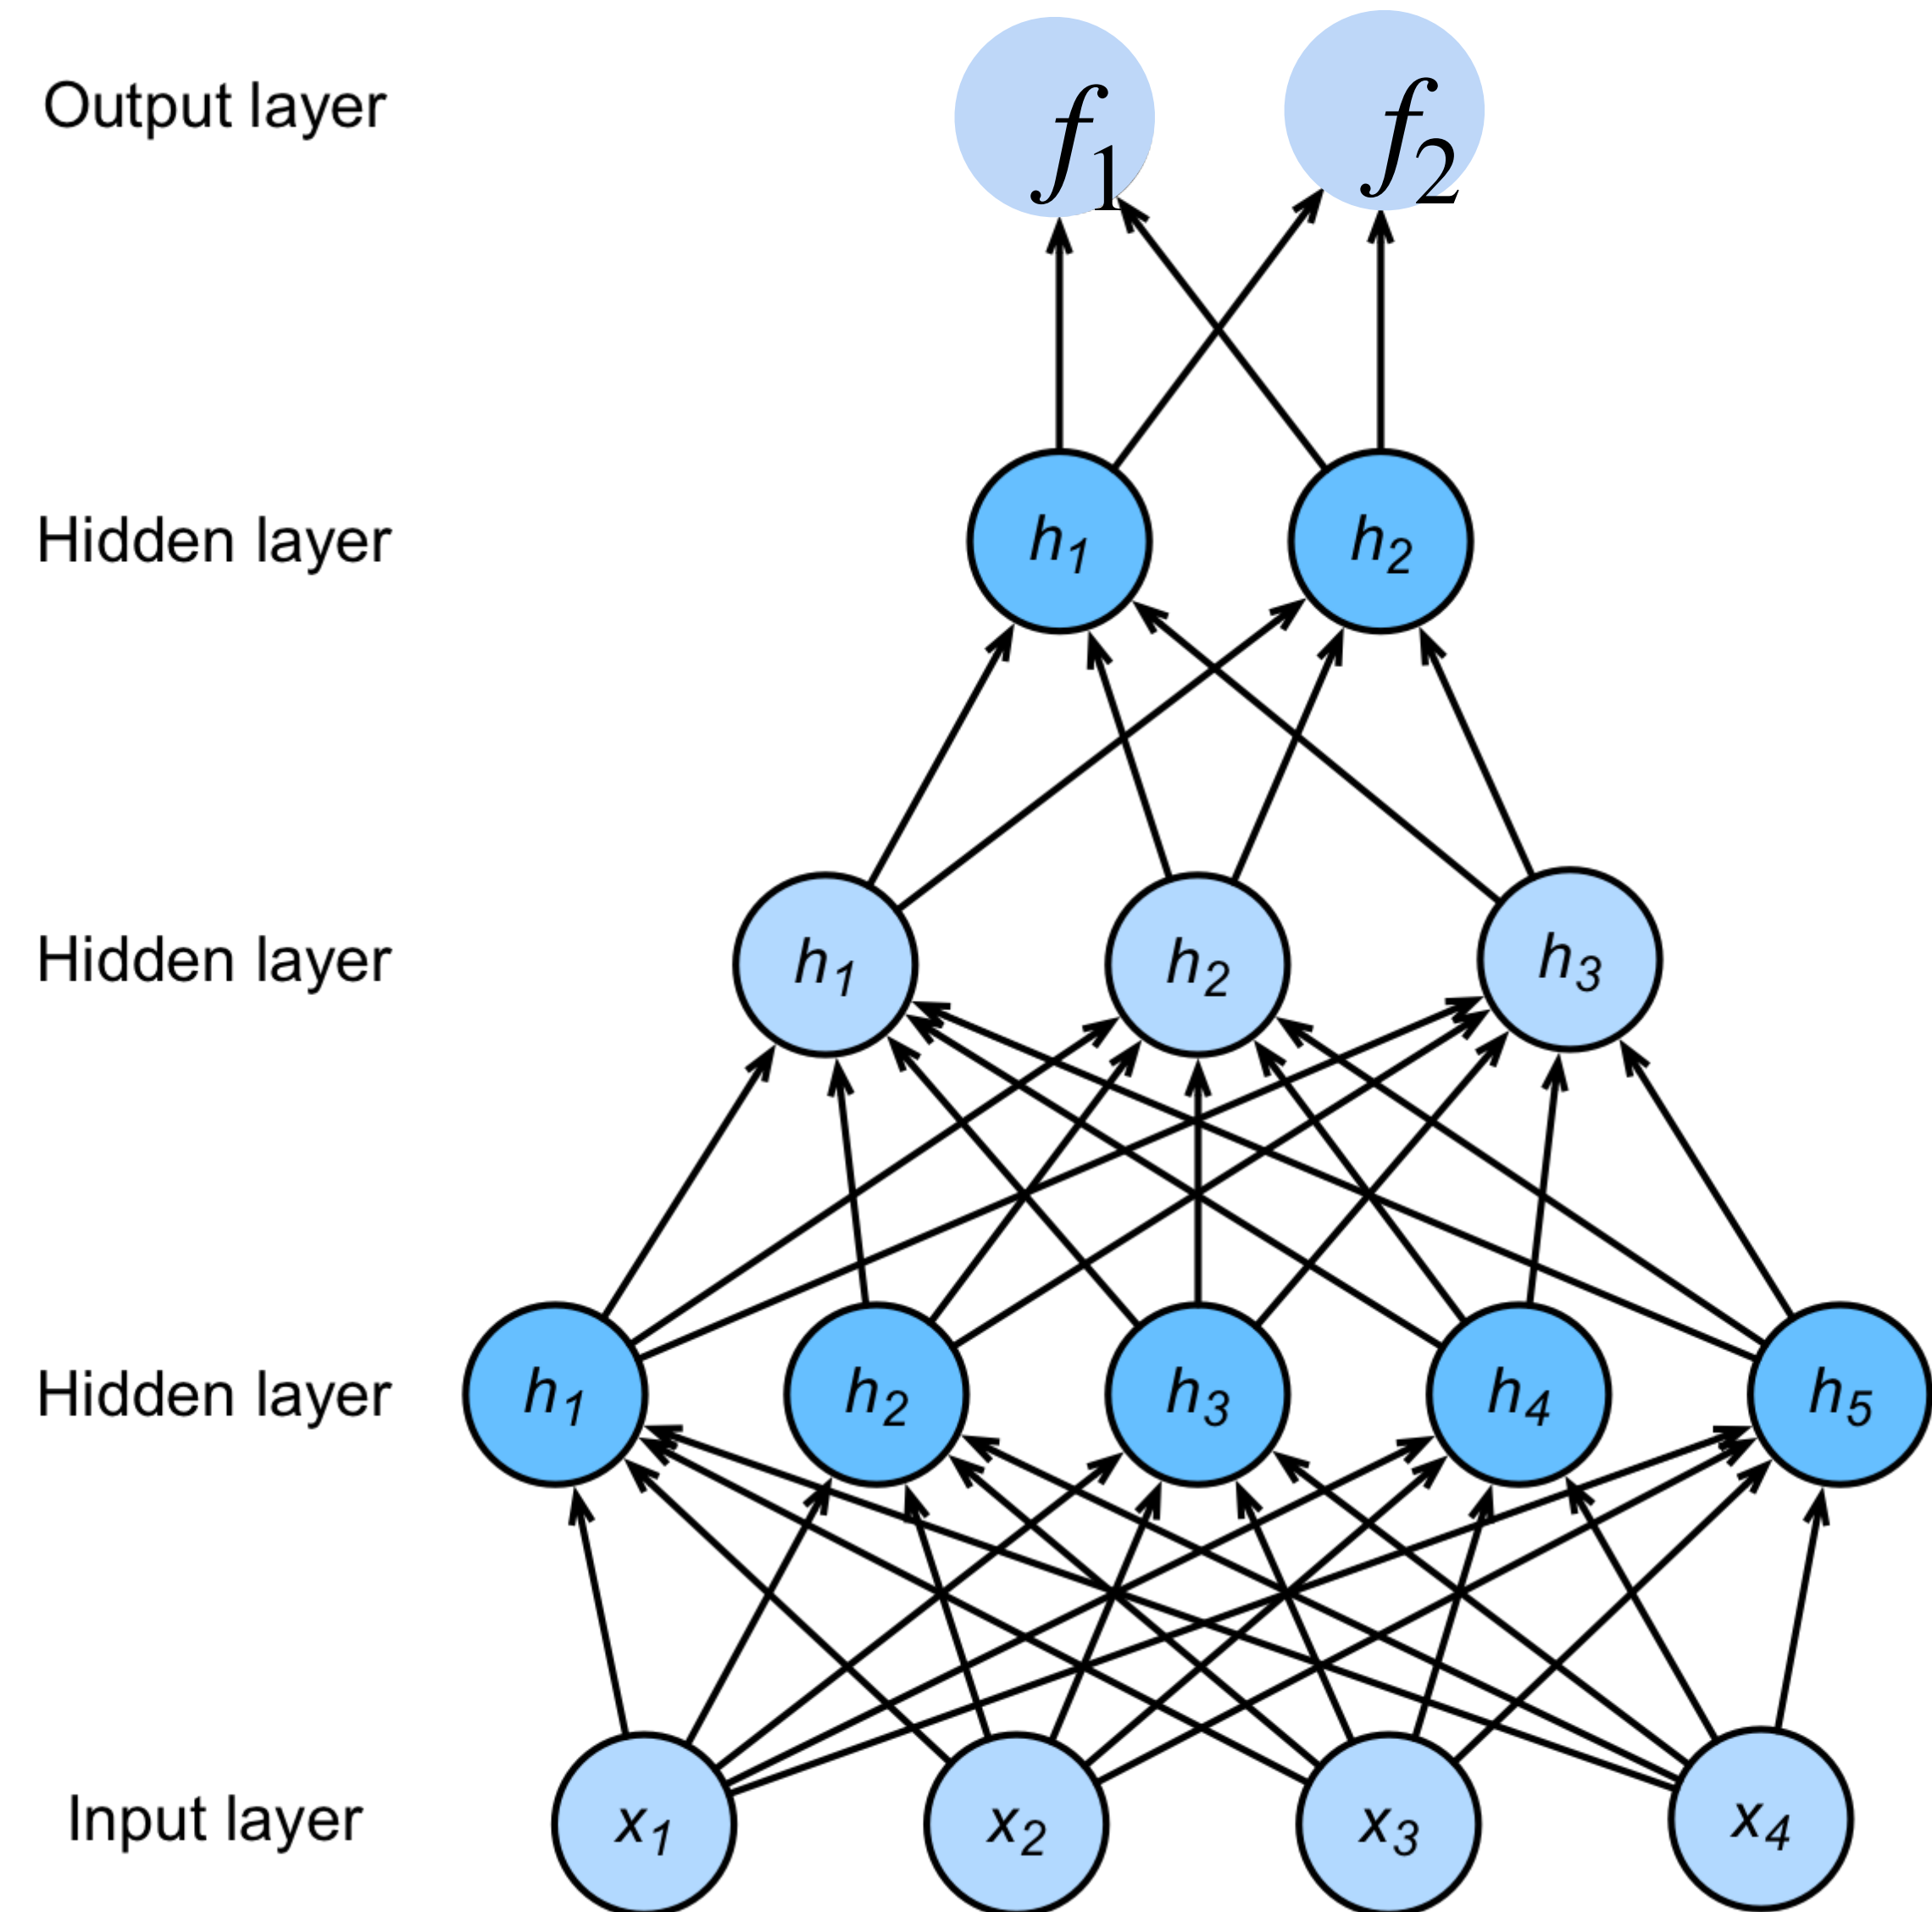 Output layer f1 f2
Hidden layer h1 h2
Hidden layer h1 h2 h3
Hidden layer h1 h2 h3 h4 h5
Input layer x1 x2 x3 x4